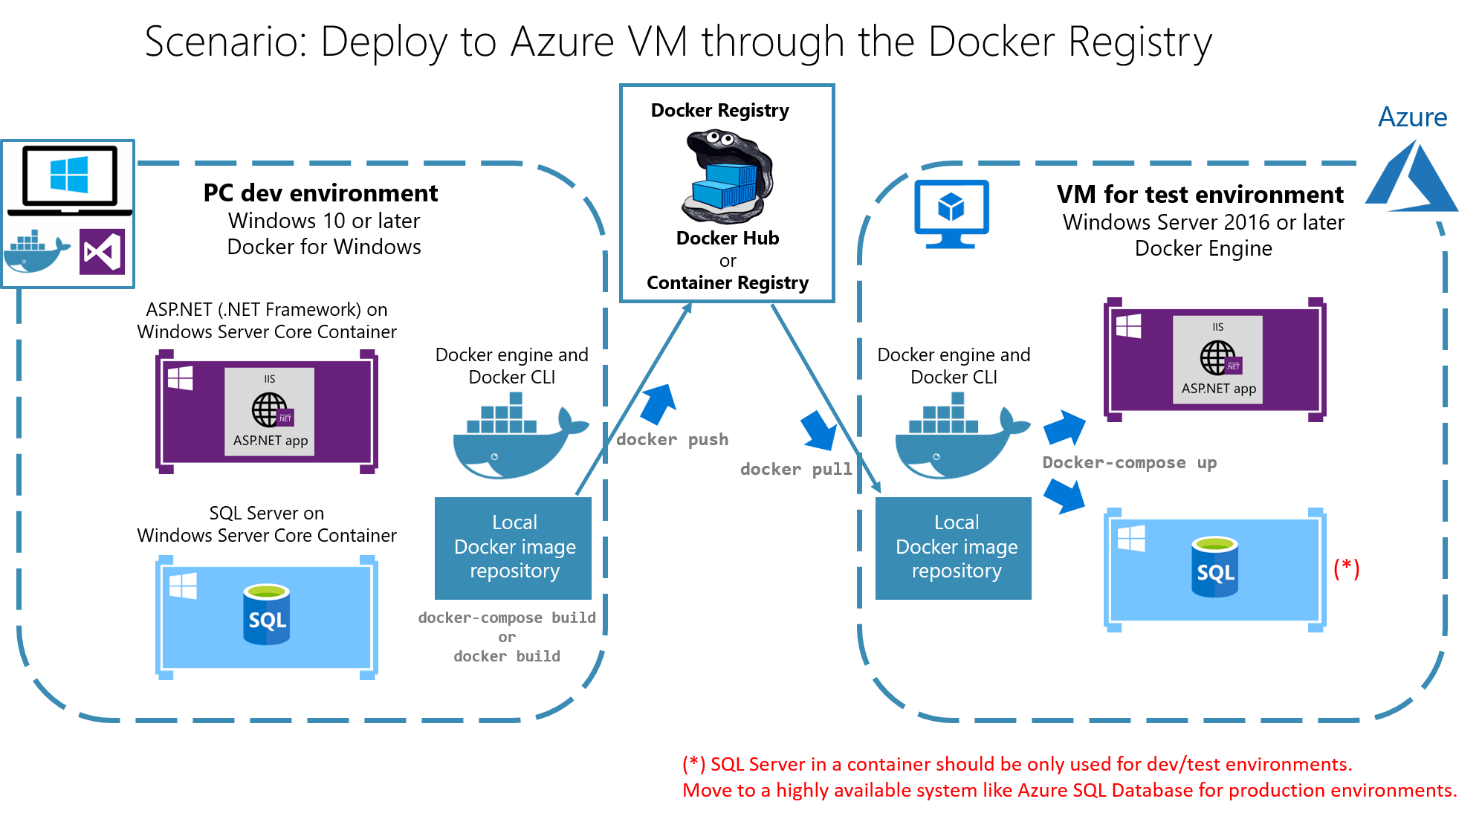 Scenario: Deploy to Azure VM through the Docker Registry
PC dev environment
Windows 10 or later
Docker for Windows
ASP.NET (.NET Framework) on
Windows Server Core Container
IIS
.NET
ASP.NET app
SQL Server on
Windows Server Core Container
SQL
Docker engine and
Docker CLI
Local
Docker image
repository
docker-compose build
or
docker build
docker push
Docker Registry
Docker Hub
or
Container Registry
docker pull
Azure
VM for test environment
Windows Server 2016 or later
Docker Engine
Docker engine and
Docker CLI
Local
Docker image
repository
Docker-compose up
IIS
.NET
ASP.NET app
SQL
(*)
(*) SQL Server in a container should be only used for dev/test environments.
Move to a highly available system like Azure SQL Database for production environments.